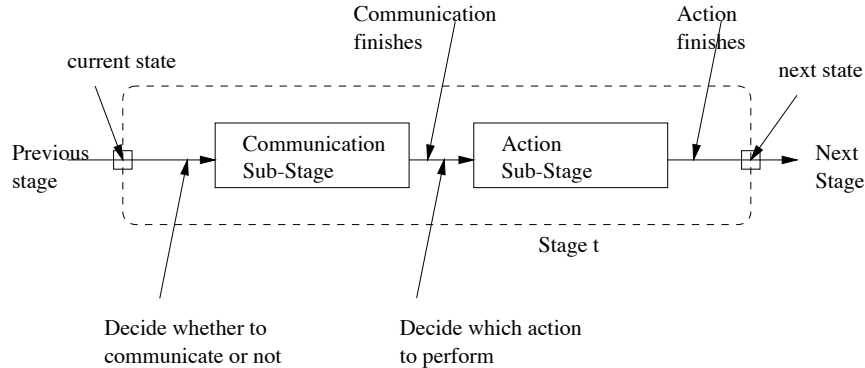 Communication
finishes
Action
finishes
current state
next state
Previous
stage
Communication
Sub-Stage
Action
Sub-Stage
Next
Stage
Stage t
Decide whether to
communicate or not
Decide which action
to perform